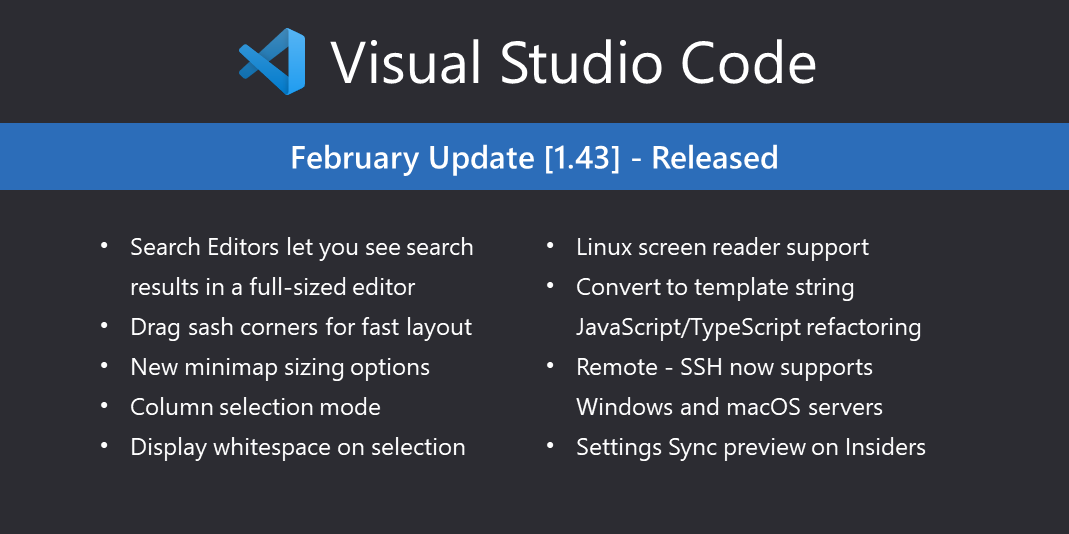 Visual Studio Code
February Update [1.43] - Released
• Search Editors let you see search
results in a full-sized editor
• Drag sash corners for fast layout
• New minimap sizing options
• Column selection mode
• Display whitespace on selection
• Linux screen reader support
• Convert to template string
JavaScript/TypeScript refactoring
• Remote - SSH now supports
Windows and macOS servers
• Settings Sync preview on Insiders